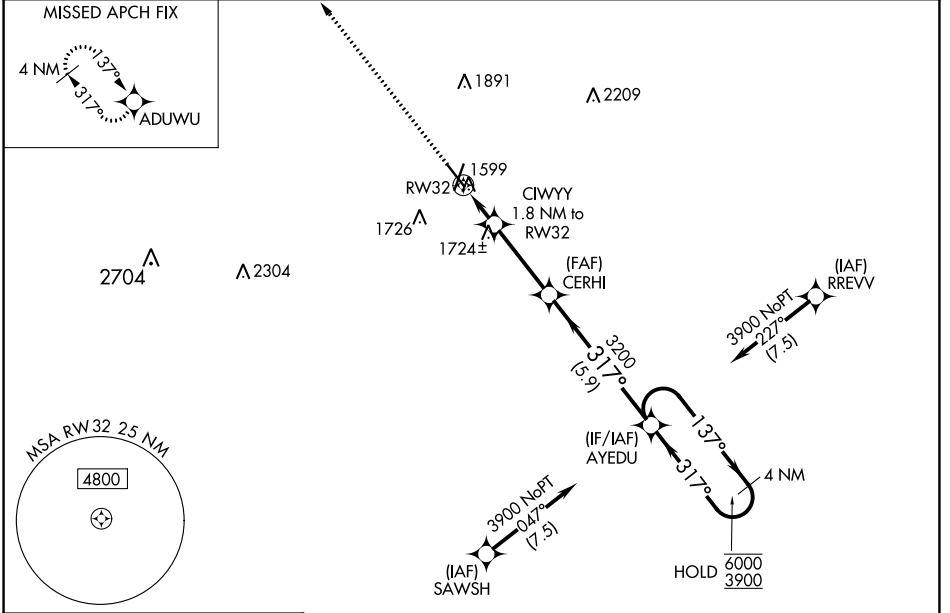 MISSED APCH FIX
4 NM
137°
317°
ADUWU
1891
2209
1599
RW32
CIWYY
1.8 NM to
RW32
1726
1724±
2704
2304
(FAF)
CERHI
(IAF)
RREVV
3900 NoPT
227°
(7.5)
3200
317°
(5.9)
(IF/IAF)
AYEDU
137°
317°
4 NM
MSA RW32 25 NM
4800
3900 NoPT
047°
(7.5)
(IAF)
SAWSH
HOLD
6000
3900